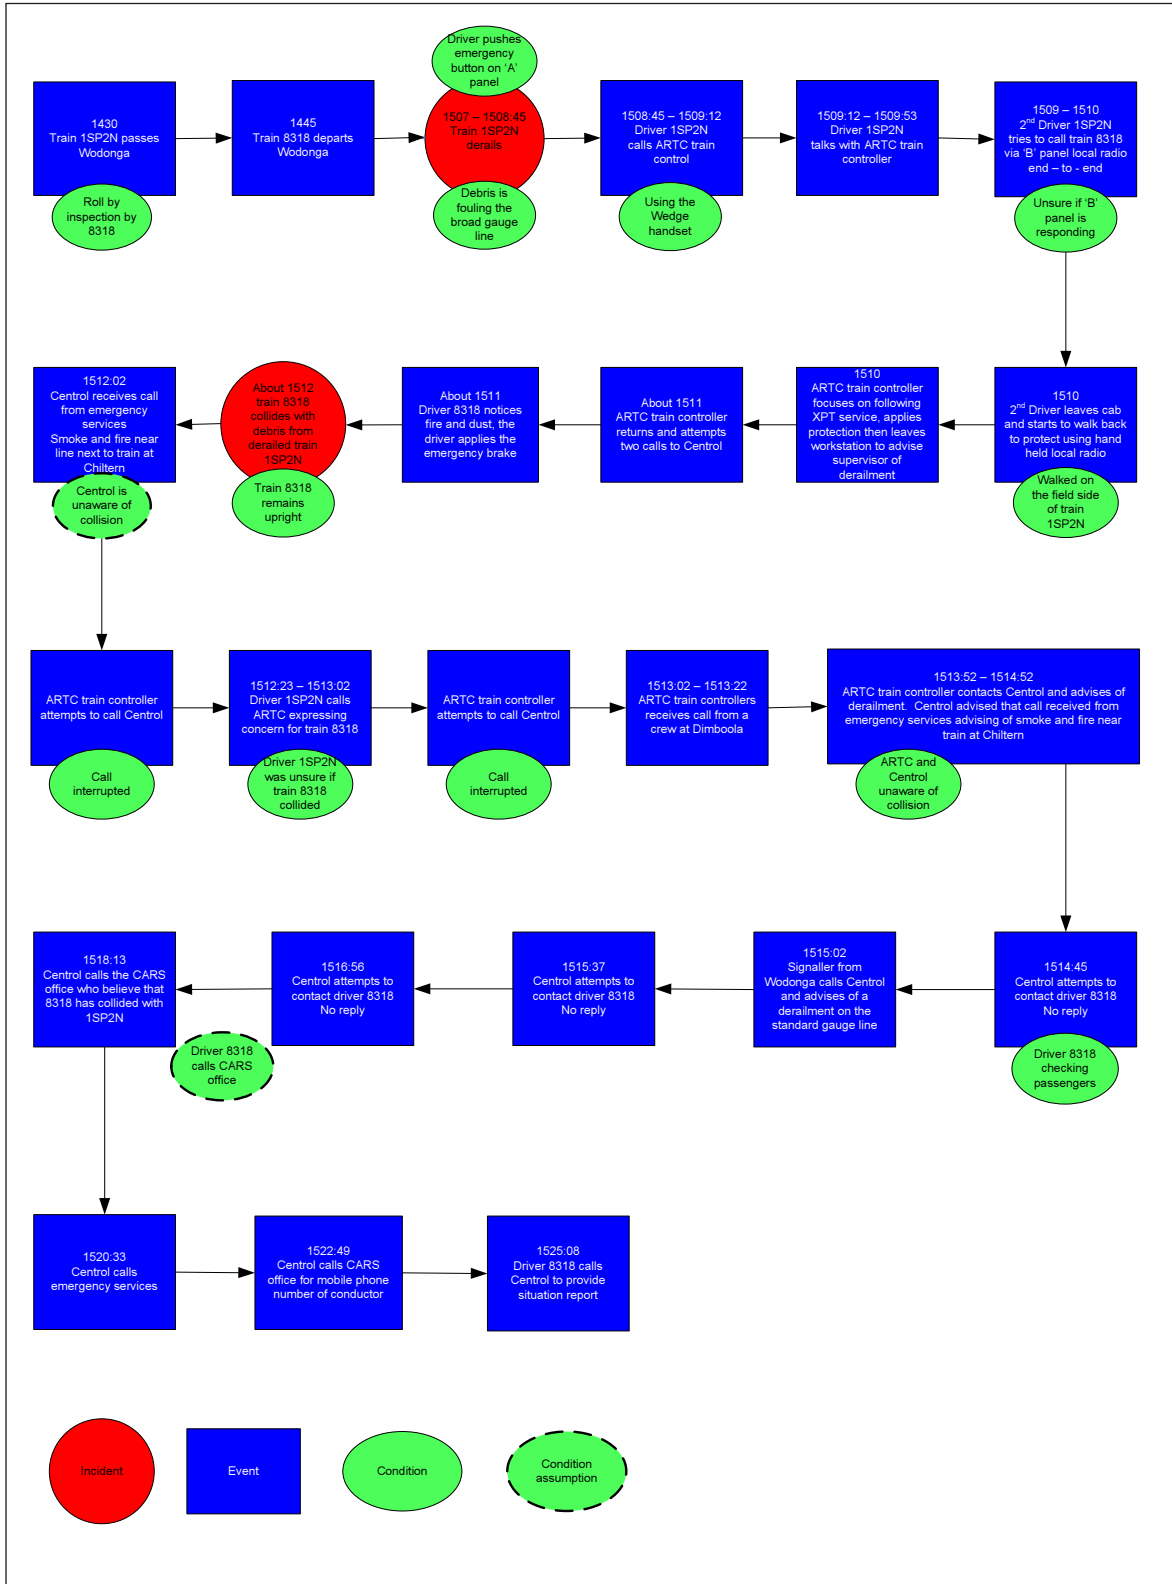 Driver pushes
emergency
button on ‘A’
panel
1430
Train 1SP2N passes
Wodonga
Roll by
inspection by
8318
1445
Train 8318 departs
Wodonga
1507 – 1508:45
Train 1SP2N
derails
Debris is
fouling the
broad gauge
line
1508:45 – 1509:12
Driver 1SP2N
calls ARTC train
control
Using the
Wedge
handset
1509:12 – 1509:53
Driver 1SP2N
talks with ARTC train
controller
1509 – 1510
2nd Driver 1SP2N
tries to call train 8318
via ‘B’ panel local radio
end – to - end
Unsure if ‘B’
panel is
responding
1510
2nd Driver leaves cab
and starts to walk back
to protect using hand
held local radio
Walked on
the field side
of train
1SP2N
1510
ARTC train controller
focuses on following
XPT service, applies
protection then leaves
workstation to advise
supervisor of
derailment
About 1511
ARTC train controller
returns and attempts
two calls to Centrol
About 1511
Driver 8318 notices
fire and dust, the
driver applies the
emergency brake
About 1512
train 8318
collides with
debris from
derailed train
1SP2N
Train 8318
remains
upright
1512:02
Centrol receives call
from emergency
services
Smoke and fire near
line next to train at
Chiltern
Centrol is
unaware of
collision
ARTC train controller
attempts to call Centrol
Call
interrupted
1512:23 – 1513:02
Driver 1SP2N calls
ARTC expressing
concern for train 8318
Driver 1SP2N
was unsure if
train 8318
collided
ARTC train controller
attempts to call Centrol
Call
interrupted
1513:02 – 1513:22
ARTC train controllers
receives call from a
crew at Dimboola
1513:52 – 1514:52
ARTC train controller contacts Centrol and advises of
derailment.  Centrol advised that call received from
emergency services advising of smoke and fire near
train at Chiltern
ARTC and
Centrol
unaware of
collision
1514:45
Centrol attempts to
contact driver 8318
No reply
Driver 8318
checking
passengers
1515:02
Signaller from
Wodonga calls Centrol
and advises of a
derailment on the
standard gauge line
1515:37
Centrol attempts to
contact driver 8318
No reply
1516:56
Centrol attempts to
contact driver 8318
No reply
Driver 8318
calls CARS
office
1518:13
Centrol calls the CARS
office who believe that
8318 has collided with
1SP2N
1520:33
Centrol calls
emergency services
1522:49
Centrol calls CARS
office for mobile phone
number of conductor
1525:08
Driver 8318 calls
Centrol to provide
situation report
Incident
Event
Condition
Condition
assumption